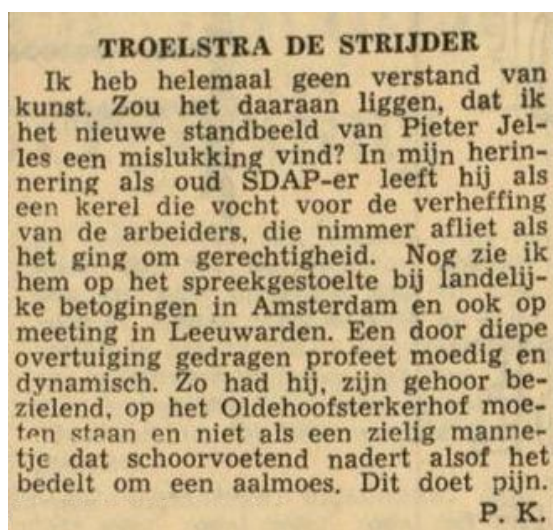 TROELSTRA DE STRIJDER
Ik heb helemaal geen verstand van
kunst. Zou het daaraan liggen, dat ik
het nieuwe standbeeld van Pieter Jel-
les een mislukking vind? In mijn herin-
nering als oud SDAP-er leeft hij als
een kerel die vocht voor de verheffing
van de arbeiders, die nimmer afliet als
het ging om gerechtigheid. Nog zie ik
hem op het spreekgestoelte bij landelij-
ke betogingen in Amsterdam en ook op
meeting in Leeuwarden. Een door diepe
overtuiging gedragen profeet moedig en
dynamisch. Zo had hij, zijn gehoor be-
zielend, op het Oldehoofsterkerhof moe-
ten staan en niet als een zielig manne-
tje dat schoorvoetend nadert alsof het
bedelt om een aalmoes. Dit doet pijn.
P. K.